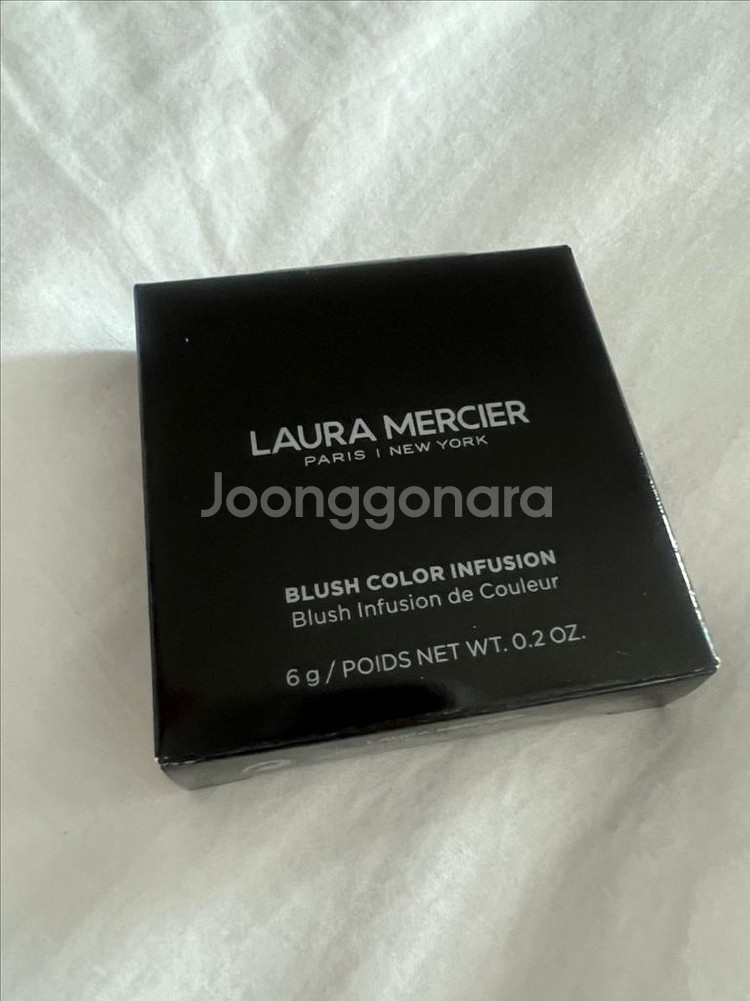 LAURA MERCIER
PARIS | NEW YORK
Joonggonara
BLUSH COLOR INFUSION
Blush Infusion de Couleur
6 g / POIDS NET WT. 0.2 OZ.